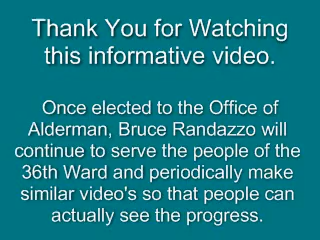 Thank You for Watching
this informative video.
Once elected to the Office of
Alderman, Bruce Randazzo will
continue to serve the people of the
36th Ward and periodically make
similar video's so that people can
actually see the progress.